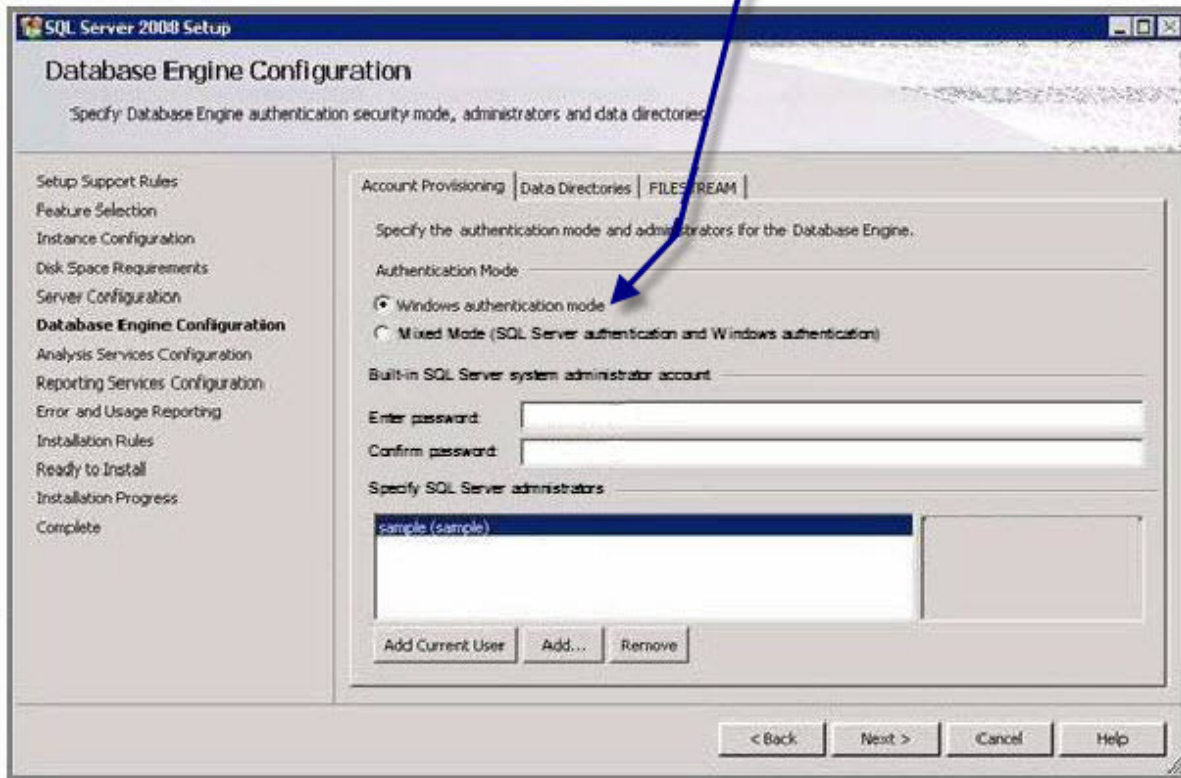 SQL Server 2008 Setup
Database Engine Configuration
Specify Database Engine authentication security mode, administrators and data directories.
Setup Support Rules
Feature Selection
Instance Configuration
Disk Space Requirements
Server Configuration
Database Engine Configuration
Analysis Services Configuration
Reporting Services Configuration
Error and Usage Reporting
Installation Rules
Ready to Install
Installation Progress
Complete
Account Provisioning
Data Directories
FILESTREAM
Specify the authentication mode and administrators for the Database Engine.
Authentication Mode
Windows authentication mode
Mixed Mode (SQL Server authentication and Windows authentication)
Built-in SQL Server system administrator account
Enter password:
Confirm password:
Specify SQL Server administrators
sample (sample)
Add Current User
Add...
Remove
< Back
Next >
Cancel
Help